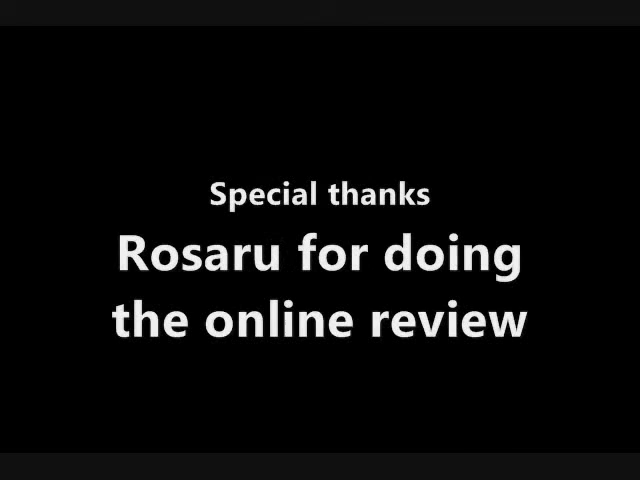 Special thanks
Rosaru for doing
the online review